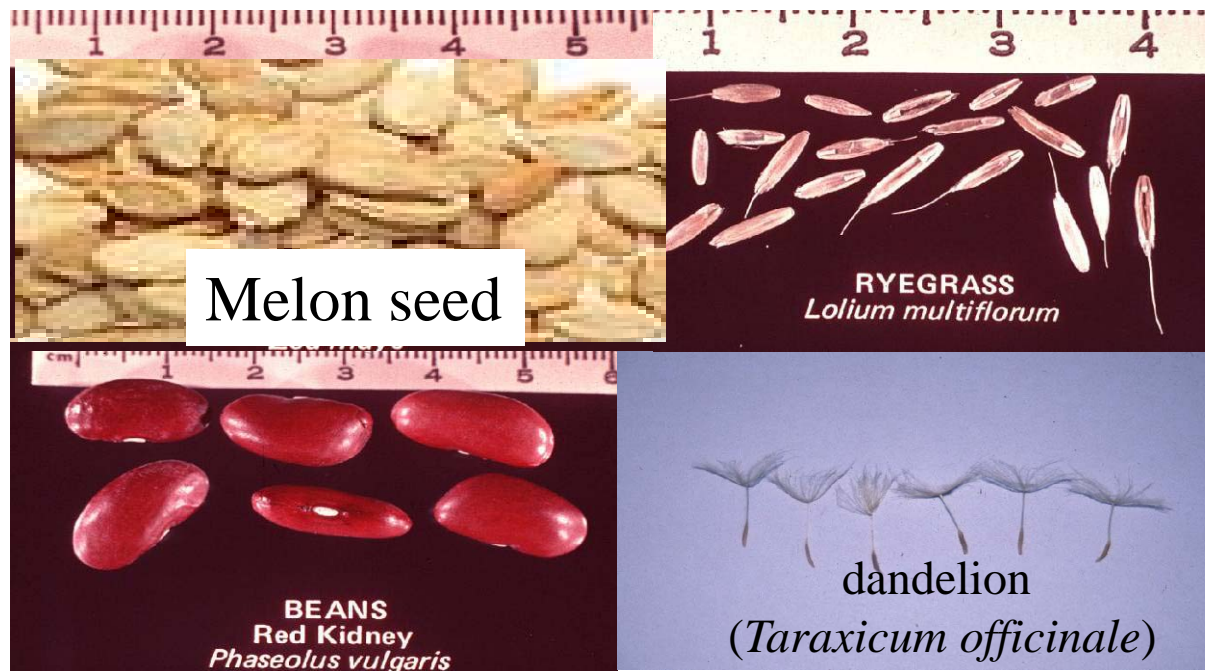 1 2 3 4 5
Melon seed
1 2 3 4
RYEGRASS
Lolium multiflorum
cm 1 2 3 4 5 6
BEANS
Red Kidney
Phaseolus vulgaris
dandelion
(Taraxicum officinale)